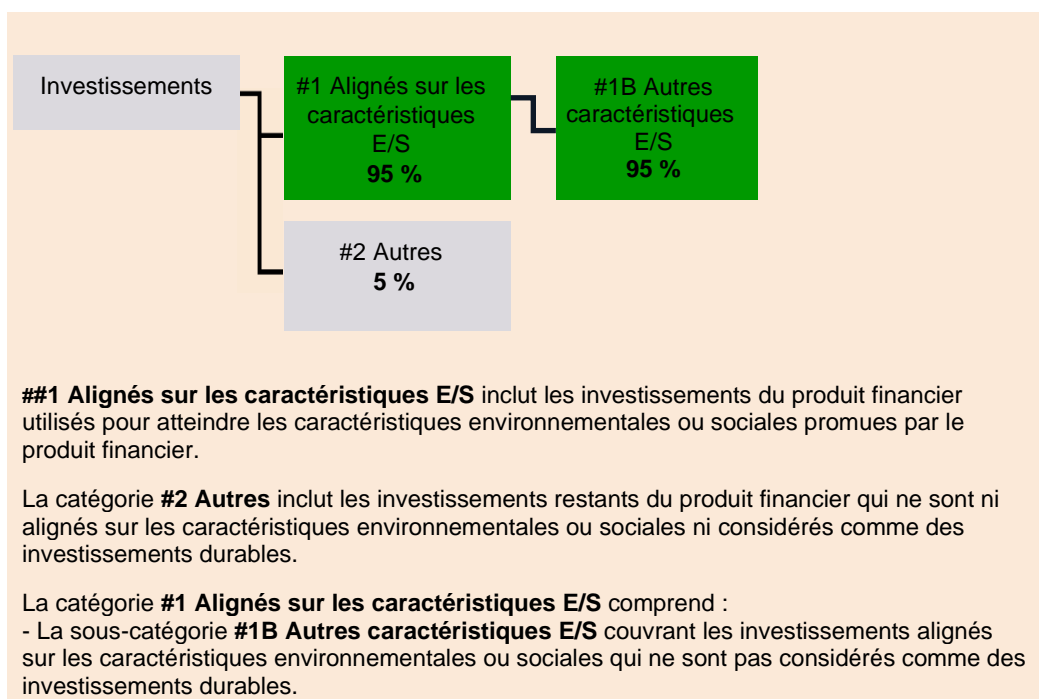 Investissements
#1 Alignés sur les
caractéristiques
E/S
95 %
#1B Autres
caractéristiques
E/S
95 %
#2 Autres
5 %
##1 Alignés sur les caractéristiques E/S inclut les investissements du produit financier
utilisés pour atteindre les caractéristiques environnementales ou sociales promues par le
produit financier.
La catégorie #2 Autres inclut les investissements restants du produit financier qui ne sont ni
alignés sur les caractéristiques environnementales ou sociales ni considérés comme des
investissements durables.
La catégorie #1 Alignés sur les caractéristiques E/S comprend :
- La sous-catégorie #1B Autres caractéristiques E/S couvrant les investissements alignés
sur les caractéristiques environnementales ou sociales qui ne sont pas considérés comme des
investissements durables.